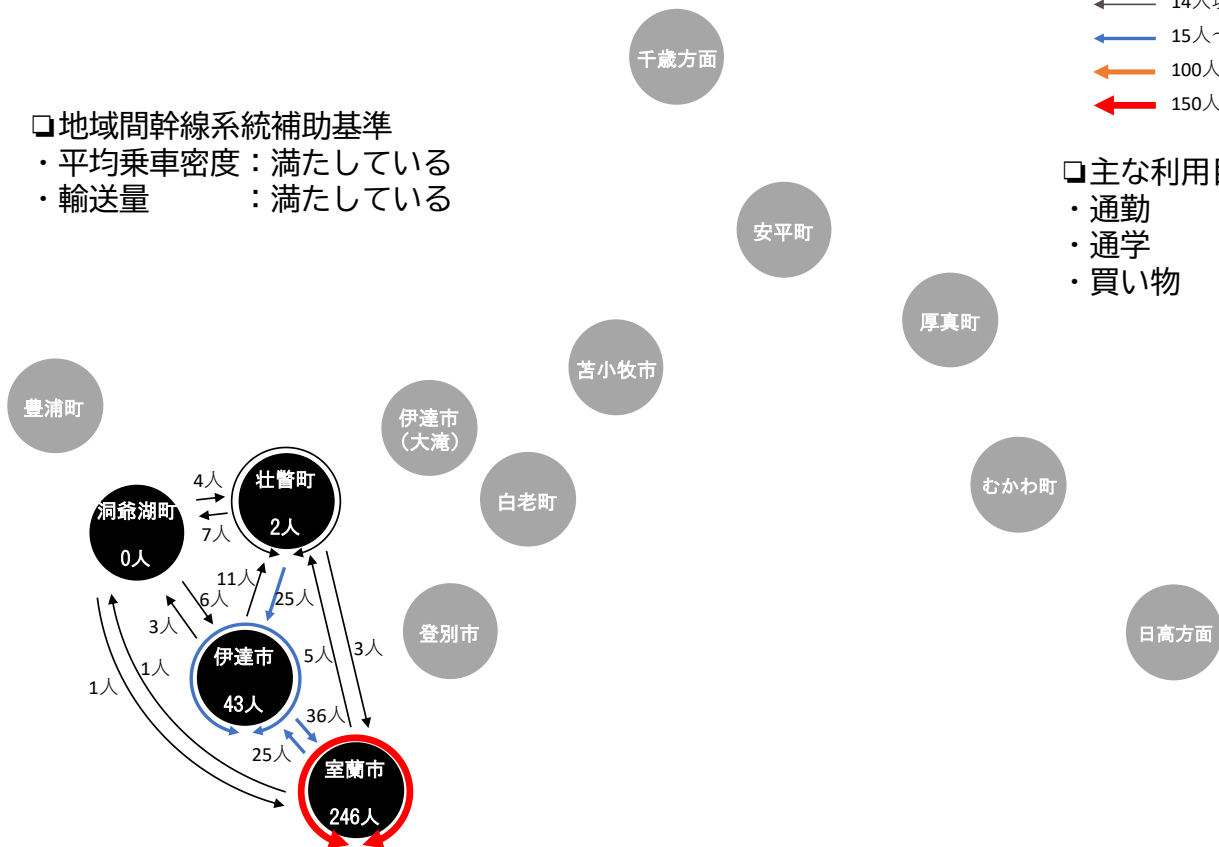 14人
15人~
100人
150人
千歳方面
❏地域間幹線系統補助基準
・平均乗車密度：満たしている
・輸送量　　　：満たしている
❏主な利用
・通勤
・通学
・買い物
安平町
厚真町
苫小牧市
豊浦町
伊達市
（大滝）
白老町
むかわ町
登別市
日高方面
壮瞥町
2人
洞爺湖町
0人
4人
7人
11人
6人
25人
3人
伊達市
43人
5人
3人
1人
1人
36人
25人
室蘭市
246人